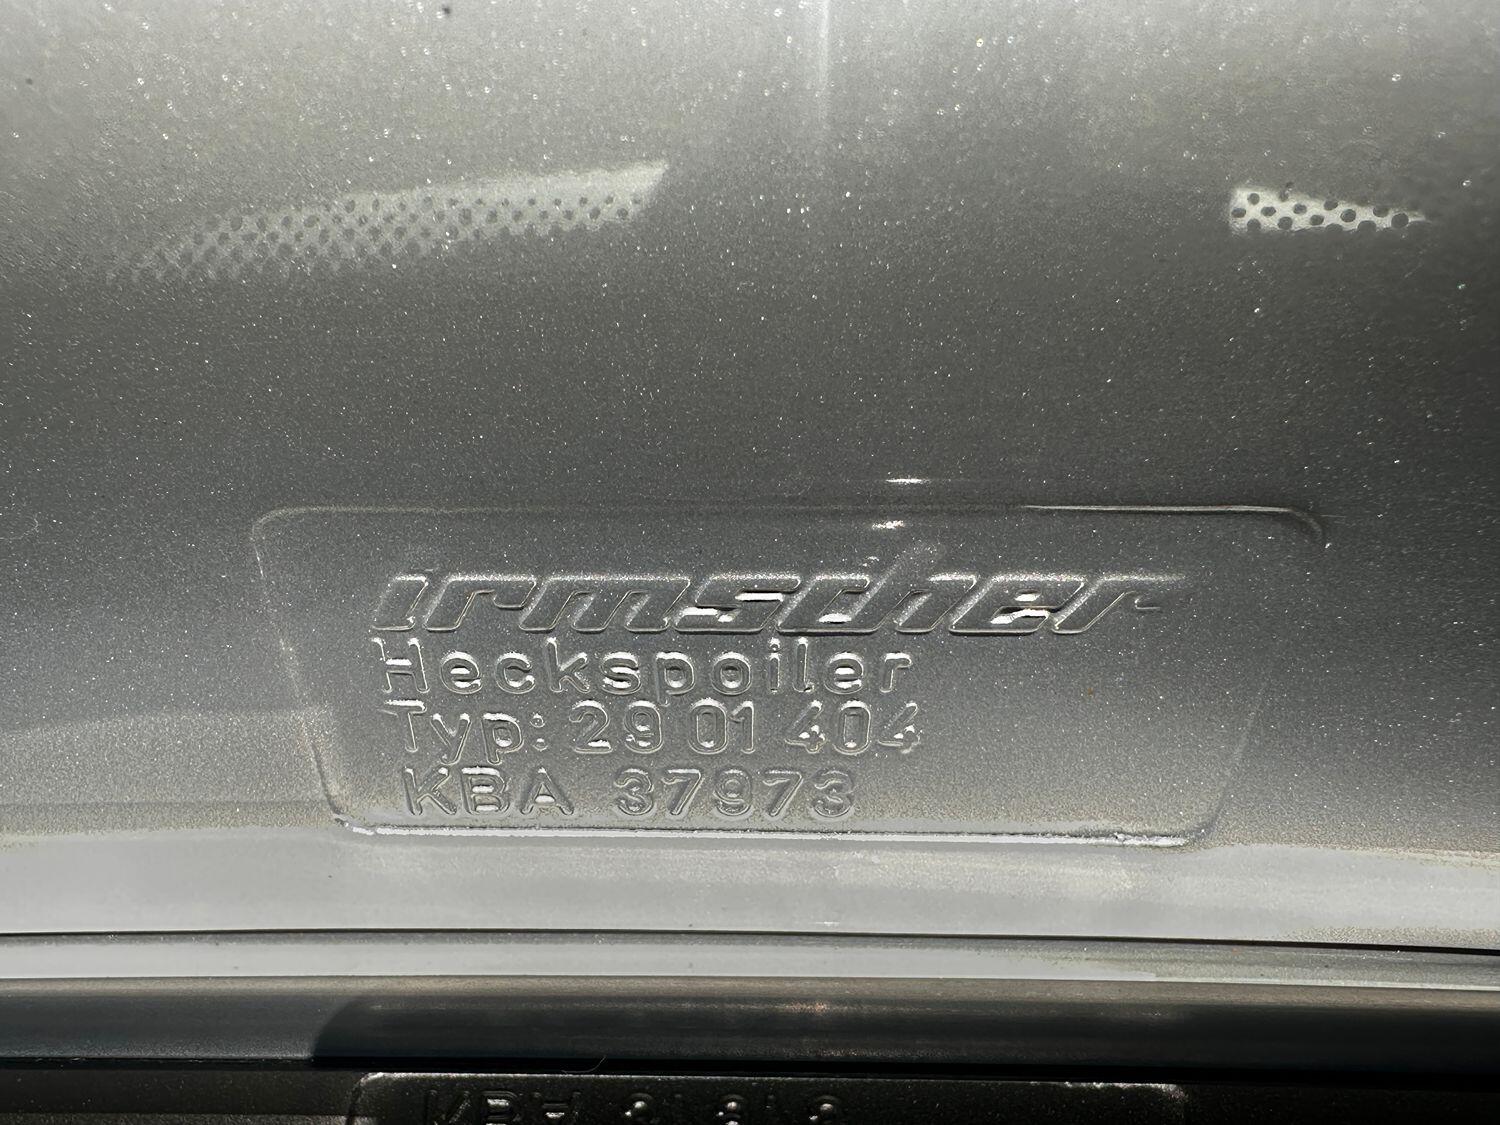 irmscher
Heckspoiler
Typ: 29 01 404
KBA 37973